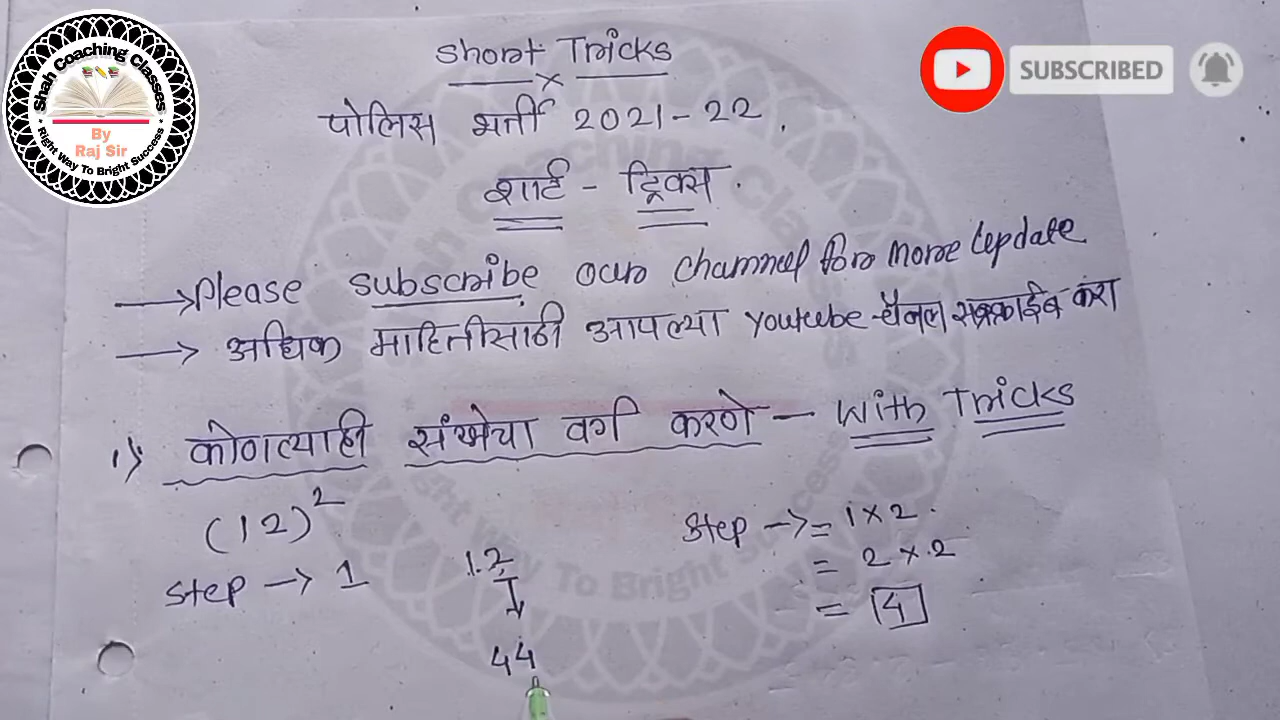 Shah Coaching Classes
By
Raj Sir
Right Way To Bright Success
SUBSCRIBED
Short Tricks
पोलिस भर्ती 2021-22.
शार्ट - ट्रिक्स.
→ Please subscribe our channel for more update
→ अधिक माहितीसाठी आपल्या youtube चॅनल सबस्क्राईब करा
1) कोणत्याही संख्येचा वर्ग करणे - With Tricks
(12)²
Step → 1
12
↓
44
Step → = 1×2.
= 2×2
= 4